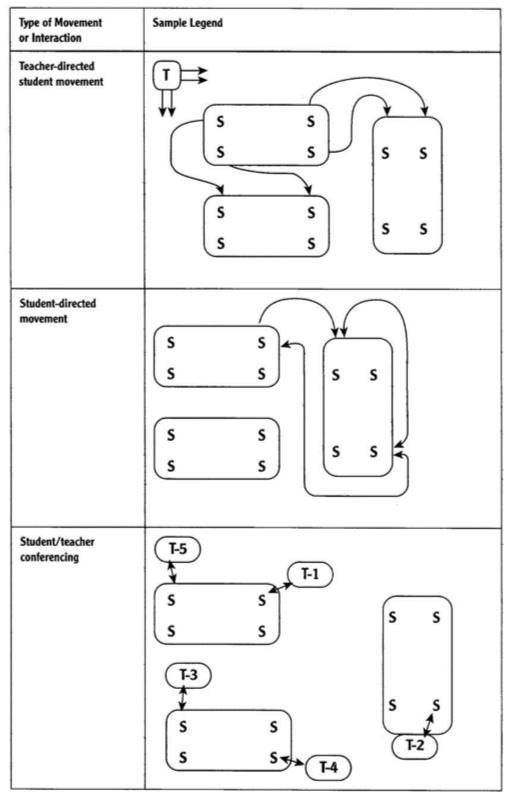 Type of Movement
or Interaction
Sample Legend
Teacher-directed
student movement
T
S S
S S
S S
S S
S S
S S
Student-directed
movement
S S
S S
S S
S S
S S
S S
Student/teacher
conferencing
T-5
T-1
S S
S S
S S
T-3
S S
S S
S S
T-2
T-4